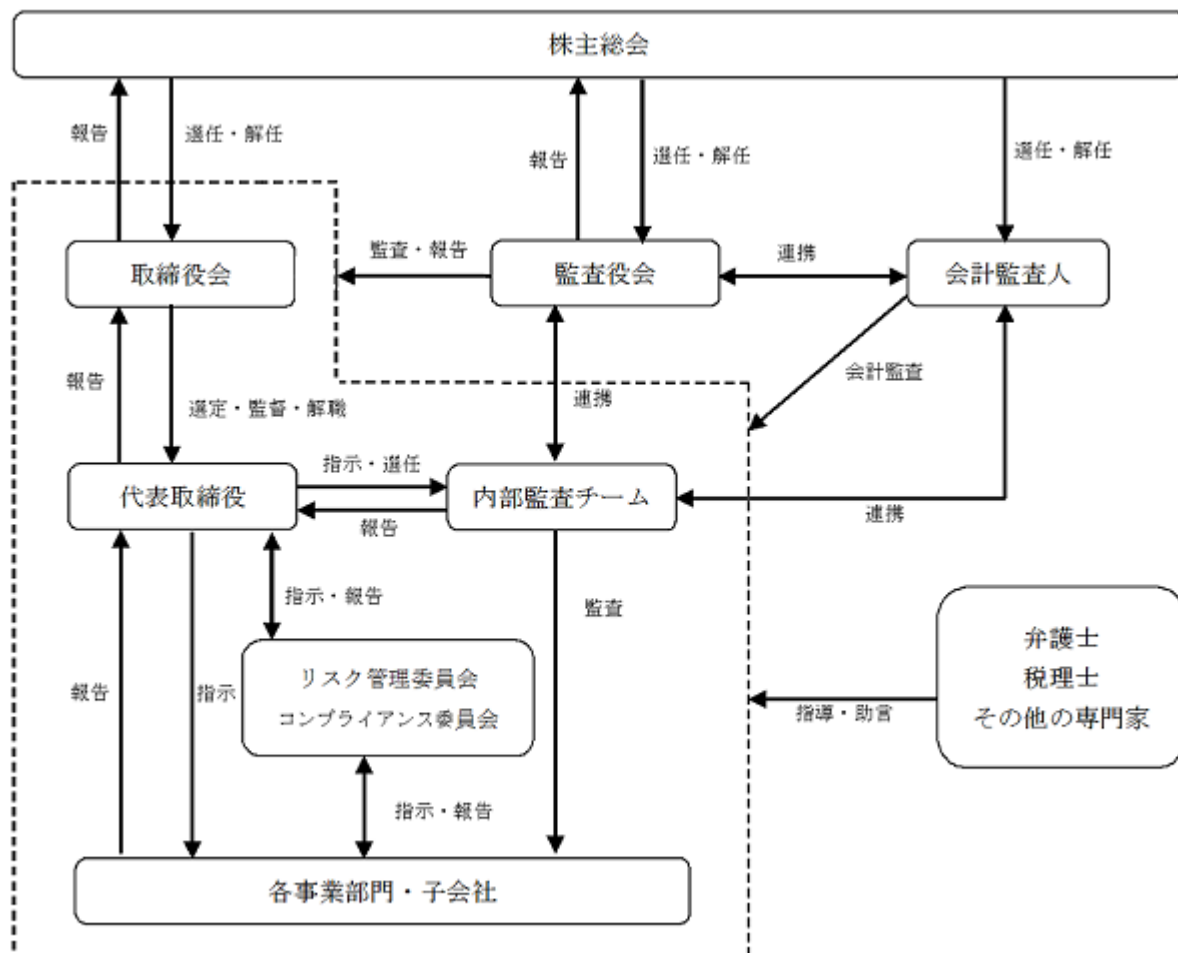 株主総会
報告
選任・解任
報告
選任・解任
選任・解任
取締役会
監査・報告
監査役会
連携
会計監査人
報告
選定・監督・解職
連携
会計監査
代表取締役
指示・選任
報告
内部監査チーム
連携
指示・報告
監査
報告
指示
リスク管理委員会
コンプライアンス委員会
指示・報告
弁護士
税理士
その他の専門家
指導・助言
各事業部門・子会社